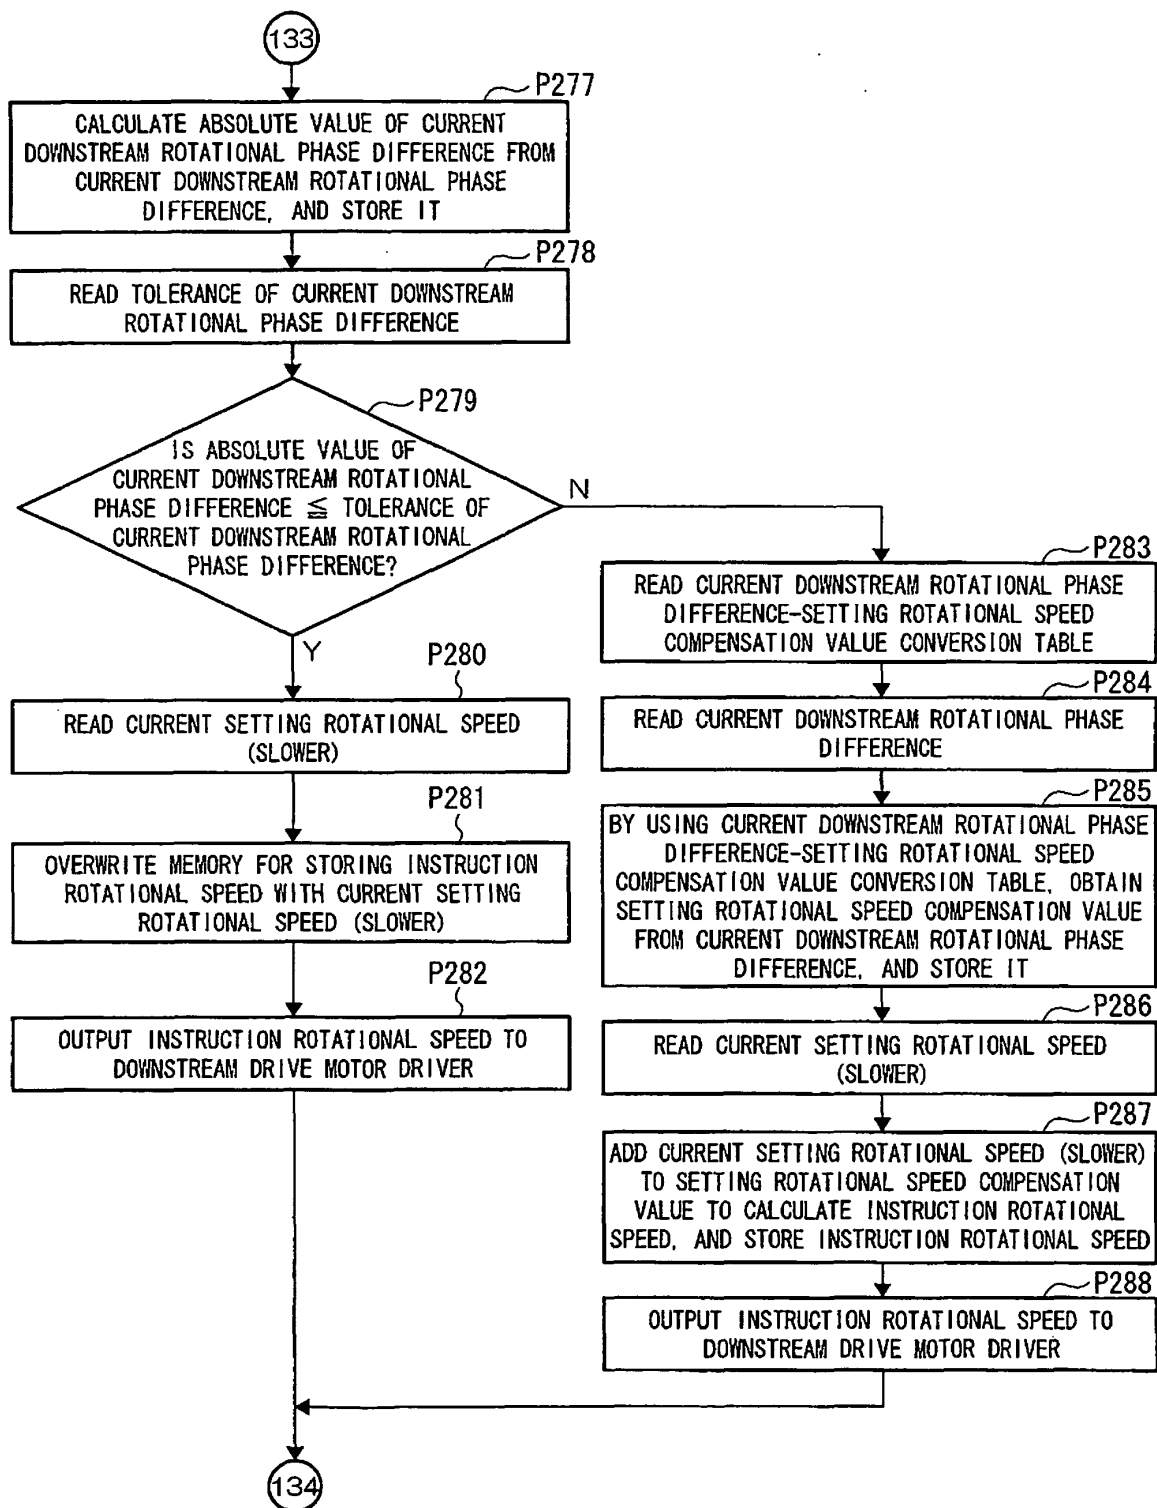 133
P277
CALCULATE ABSOLUTE VALUE OF CURRENT
DOWNSTREAM ROTATIONAL PHASE DIFFERENCE FROM
CURRENT DOWNSTREAM ROTATIONAL PHASE
DIFFERENCE, AND STORE IT
P278
READ TOLERANCE OF CURRENT DOWNSTREAM
ROTATIONAL PHASE DIFFERENCE
P279
IS ABSOLUTE VALUE OF
CURRENT DOWNSTREAM ROTATIONAL
PHASE DIFFERENCE ≦ TOLERANCE OF
CURRENT DOWNSTREAM ROTATIONAL
PHASE DIFFERENCE?
N
Y
P280
READ CURRENT SETTING ROTATIONAL SPEED
(SLOWER)
P281
OVERWRITE MEMORY FOR STORING INSTRUCTION
ROTATIONAL SPEED WITH CURRENT SETTING
ROTATIONAL SPEED (SLOWER)
P282
OUTPUT INSTRUCTION ROTATIONAL SPEED TO
DOWNSTREAM DRIVE MOTOR DRIVER
P283
READ CURRENT DOWNSTREAM ROTATIONAL PHASE
DIFFERENCE-SETTING ROTATIONAL SPEED
COMPENSATION VALUE CONVERSION TABLE
P284
READ CURRENT DOWNSTREAM ROTATIONAL PHASE
DIFFERENCE
P285
BY USING CURRENT DOWNSTREAM ROTATIONAL PHASE
DIFFERENCE-SETTING ROTATIONAL SPEED
COMPENSATION VALUE CONVERSION TABLE, OBTAIN
SETTING ROTATIONAL SPEED COMPENSATION VALUE
FROM CURRENT DOWNSTREAM ROTATIONAL PHASE
DIFFERENCE, AND STORE IT
P286
READ CURRENT SETTING ROTATIONAL SPEED
(SLOWER)
P287
ADD CURRENT SETTING ROTATIONAL SPEED (SLOWER)
TO SETTING ROTATIONAL SPEED COMPENSATION
VALUE TO CALCULATE INSTRUCTION ROTATIONAL
SPEED, AND STORE INSTRUCTION ROTATIONAL SPEED
P288
OUTPUT INSTRUCTION ROTATIONAL SPEED TO
DOWNSTREAM DRIVE MOTOR DRIVER
134